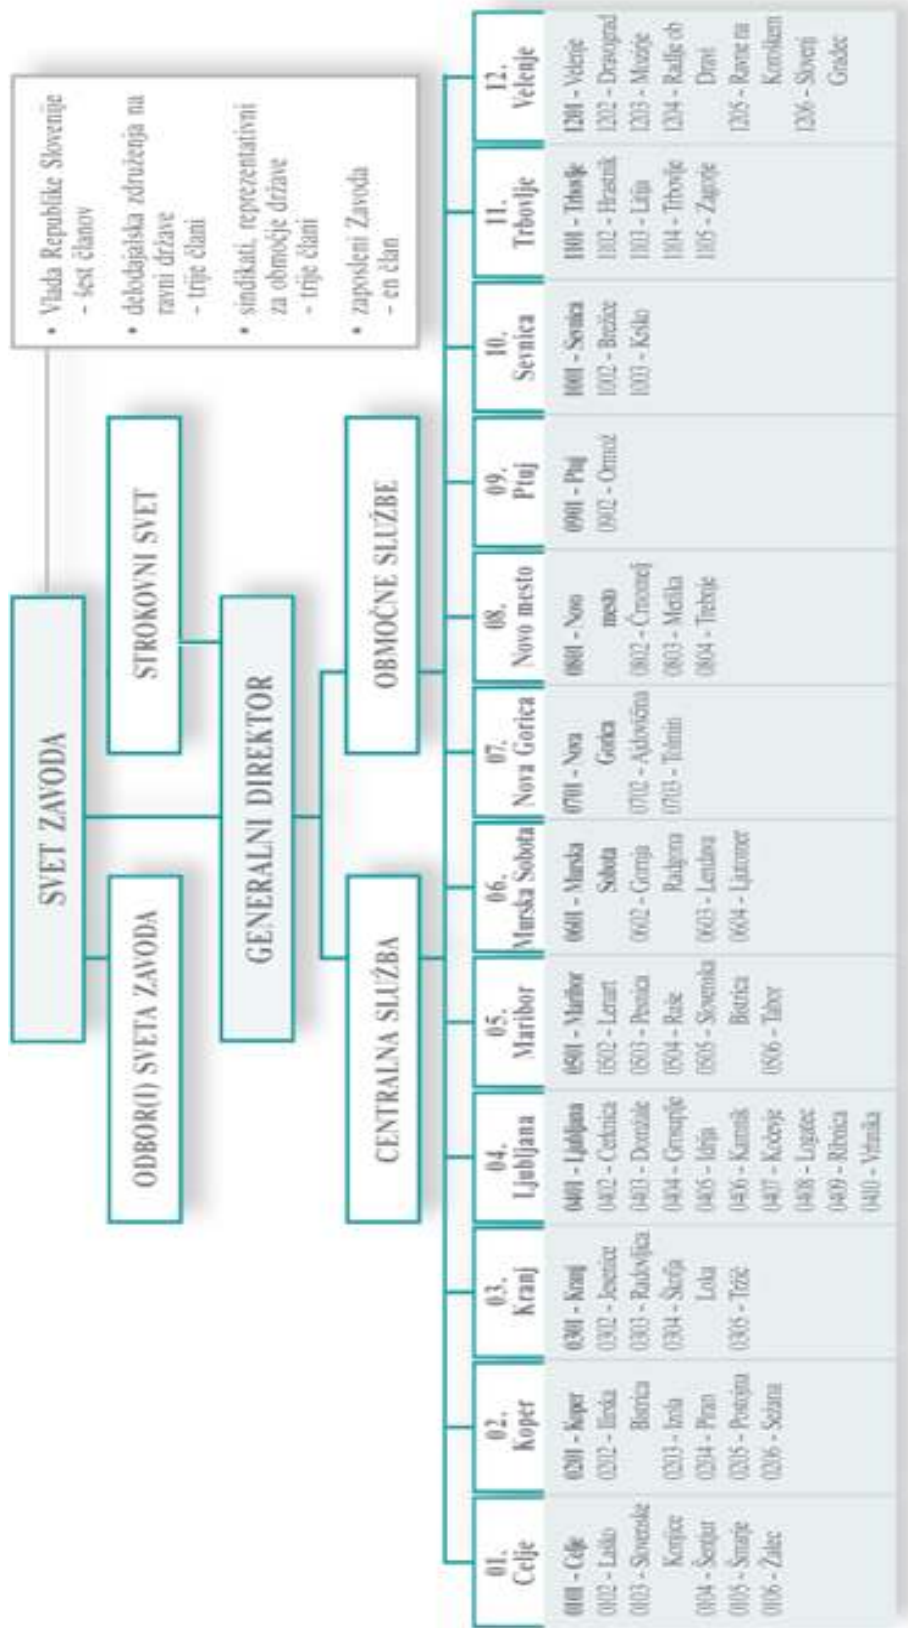 SVET ZAVODA
• Vlada Republike Slovenije
- šest članov
• delodajalska združenja na
ravni države
- trije člani
• sindikati, reprezentativni
za območje države
- trije člani
• zaposleni Zavoda
- en član
ODBOR(I) SVETA ZAVODA
STROKOVNI SVET
GENERALNI DIREKTOR
CENTRALNA SLUŽBA
OBMOČNE SLUŽBE
01.
Celje
0101 - Celje
0102 - Laško
0103 - Slovenske
Konjice
0104 - Šentjur
0105 - Šmarje
0106 - Žalec
02.
Koper
0201 - Koper
0202 - Ilirska
Bistrica
0203 - Izola
0204 - Piran
0205 - Postojna
0206 - Sežana
03.
Kranj
0301 - Kranj
0302 - Jesenice
0303 - Radovljica
0304 - Škofja
Loka
0305 - Tržič
04.
Ljubljana
0401 - Ljubljana
0402 - Cerknica
0403 - Domžale
0404 - Grosuplje
0405 - Idrija
0406 - Kamnik
0407 - Kočevje
0408 - Logatec
0409 - Ribnica
0410 - Vrhnika
05.
Maribor
0501 - Maribor
0502 - Lenart
0503 - Pesnica
0504 - Ruše
0505 - Slovenska
Bistrica
0506 - Tabor
06.
Murska Sobota
0601 - Murska
Sobota
0602 - Gornja
Radgona
0603 - Lendava
0604 - Ljutomer
07.
Nova Gorica
0701 - Nova
Gorica
0702 - Ajdovščina
0703 - Tolmin
08.
Novo mesto
0801 - Novo
mesto
0802 - Črnomelj
0803 - Metlika
0804 - Trebnje
09.
Ptuj
0901 - Ptuj
0902 - Ormož
10.
Sevnica
1001 - Sevnica
1002 - Brežice
1003 - Krško
11.
Trbovlje
1101 - Trbovlje
1102 - Hrastnik
1103 - Litija
1104 - Trbovlje
1105 - Zagorje
12.
Velenje
1201 - Velenje
1202 - Dravograd
1203 - Mozirje
1204 - Radlje ob
Dravi
1205 - Ravne na
Koroškem
1206 - Slovenj
Gradec